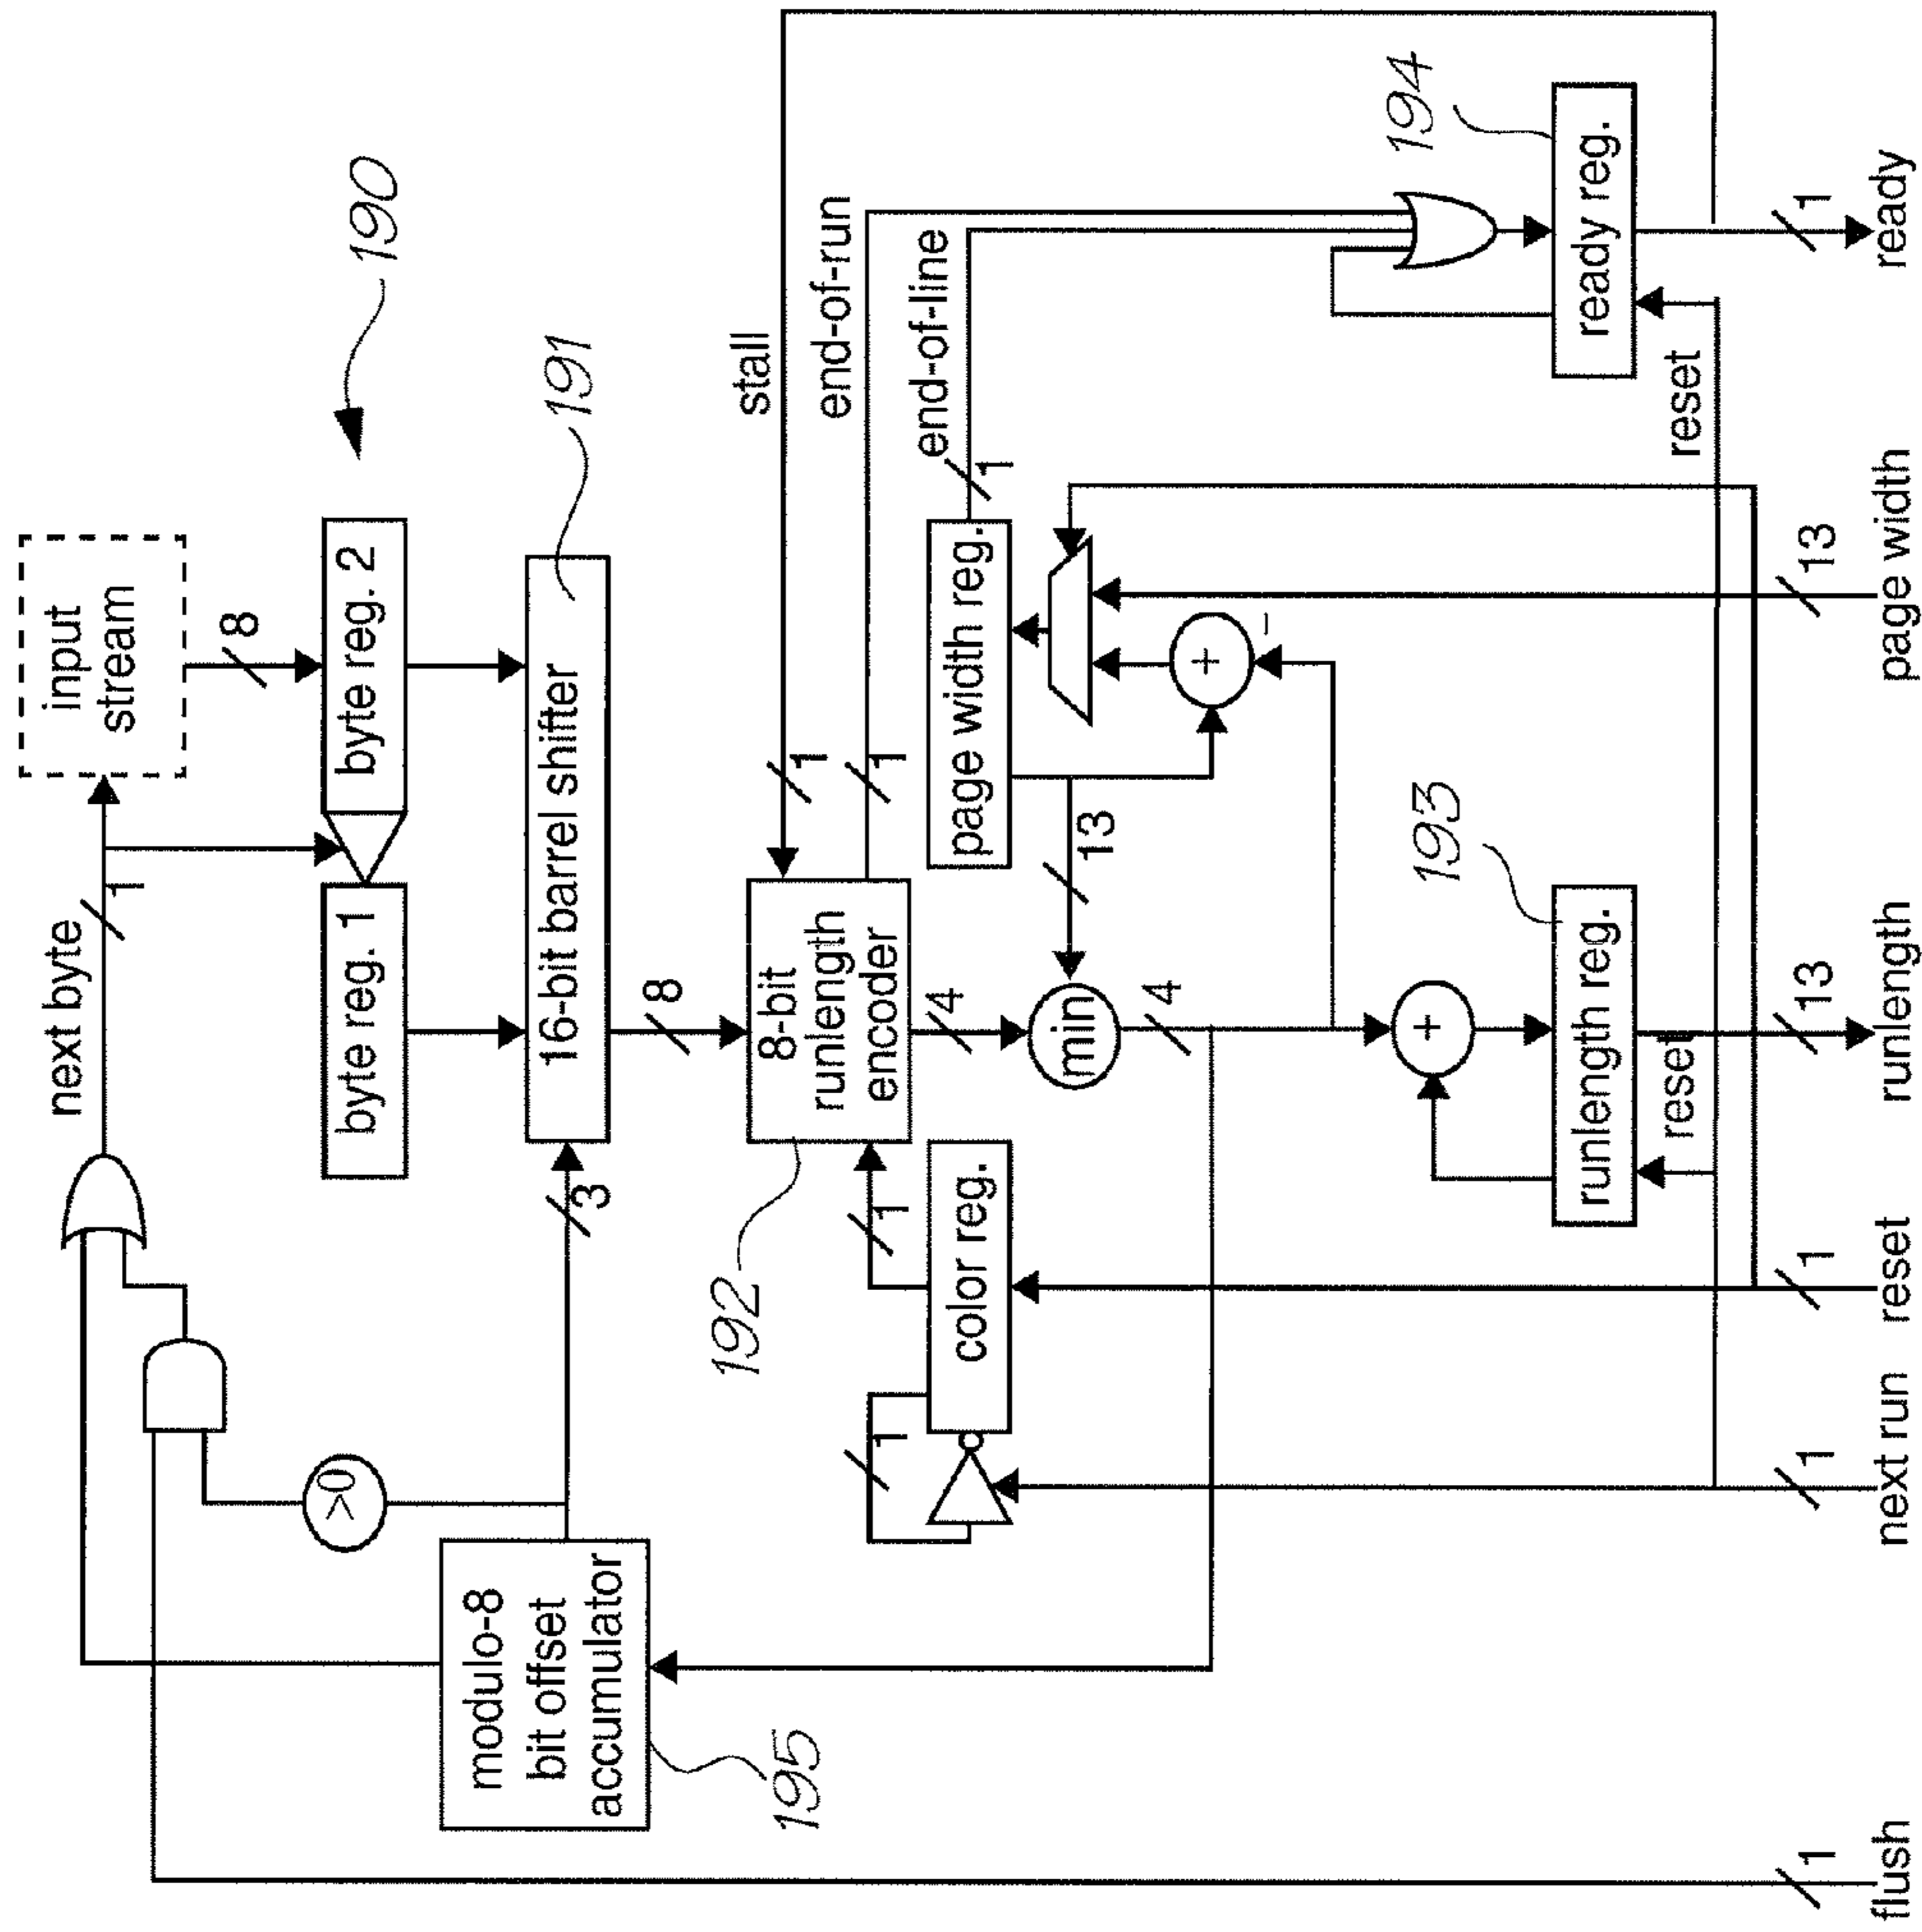 190
input
stream
next byte
1
8
byte reg. 1
byte reg. 2
>0
modulo-8
bit offset
accumulator
195
3
16-bit barrel shifter
191
8
stall
1
8-bit
runlength
encoder
192
end-of-run
1
1
1
color reg.
4
min
4
13
page width reg.
end-of-line
1
+
−
+
runlength reg.
193
reset
ready reg.
194
reset
1
flush
1
next run
1
reset
13
runlength
13
page width
1
ready